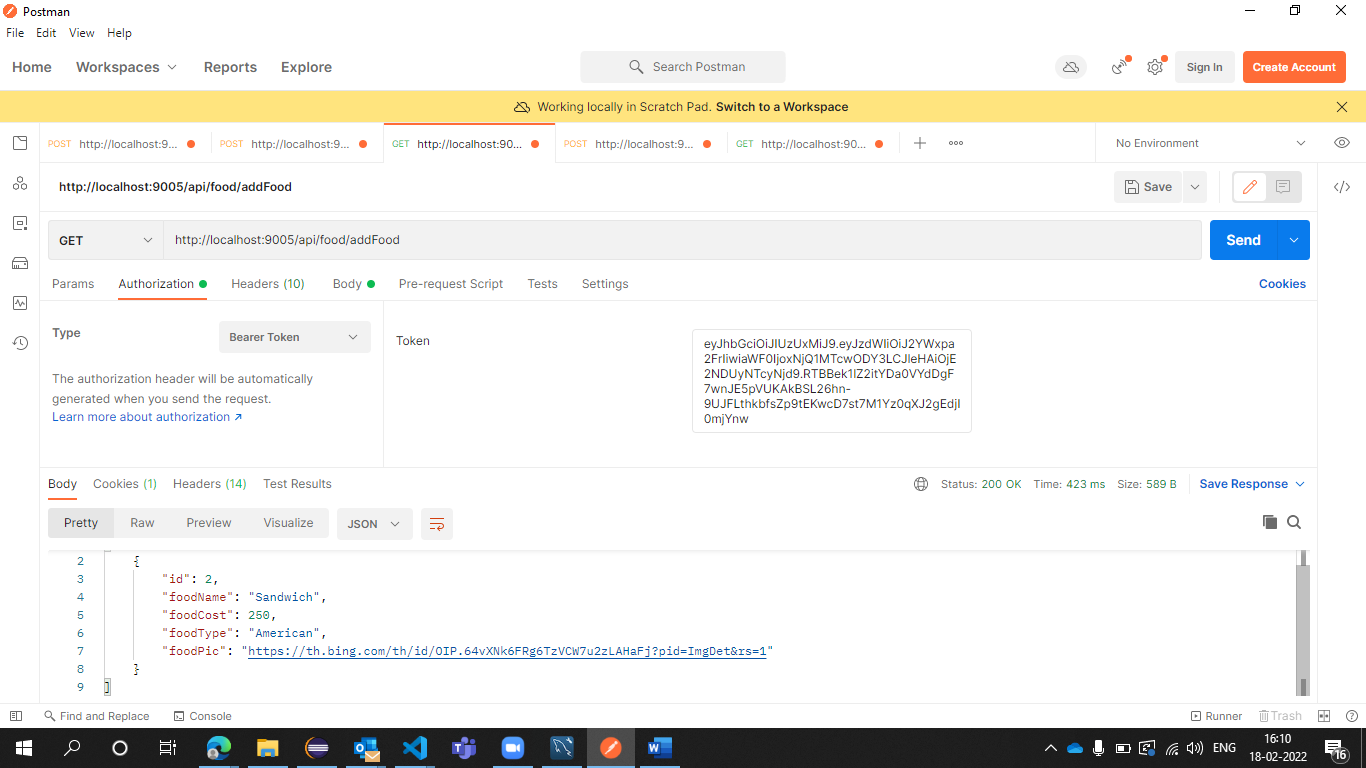 Postman
File Edit View Help
Home Workspaces Reports Explore Search Postman Sign In Create Account
Working locally in Scratch Pad. Switch to a Workspace
POST http://localhost:9... POST http://localhost:9... GET http://localhost:90... POST http://localhost:9... GET http://localhost:90... No Environment
http://localhost:9005/api/food/addFood Save
GET http://localhost:9005/api/food/addFood Send
Params Authorization Headers (10) Body Pre-request Script Tests Settings Cookies
Type Bearer Token
The authorization header will be automatically
generated when you send the request.
Learn more about authorization ↗
Token
eyJhbGciOiJIUzUxMiJ9.eyJzdWIiOiJ2YWxpa
2FrIiwiaWF0IjoxNjQ1MTcwODY3LCJleHAiOjE
2NDUyNTcyNjd9.RTBBek1IZ2itYDa0VYdDgF
7wnJE5pVUKAkBSL26hn-
9UJFLthkbfsZp9tEKwcD7st7M1Yz0qXJ2gEdjI
0mjYnw
Body Cookies (1) Headers (14) Test Results Status: 200 OK Time: 423 ms Size: 589 B Save Response
Pretty Raw Preview Visualize JSON
2 {
3 "id": 2,
4 "foodName": "Sandwich",
5 "foodCost": 250,
6 "foodType": "American",
7 "foodPic": "https://th.bing.com/th/id/OIP.64vXNk6FRg6TzVCW7u2zLAHaFj?pid=ImgDet&rs=1"
8 }
9 ]
Find and Replace Console Runner Trash
ENG 16:10
18-02-2022 16